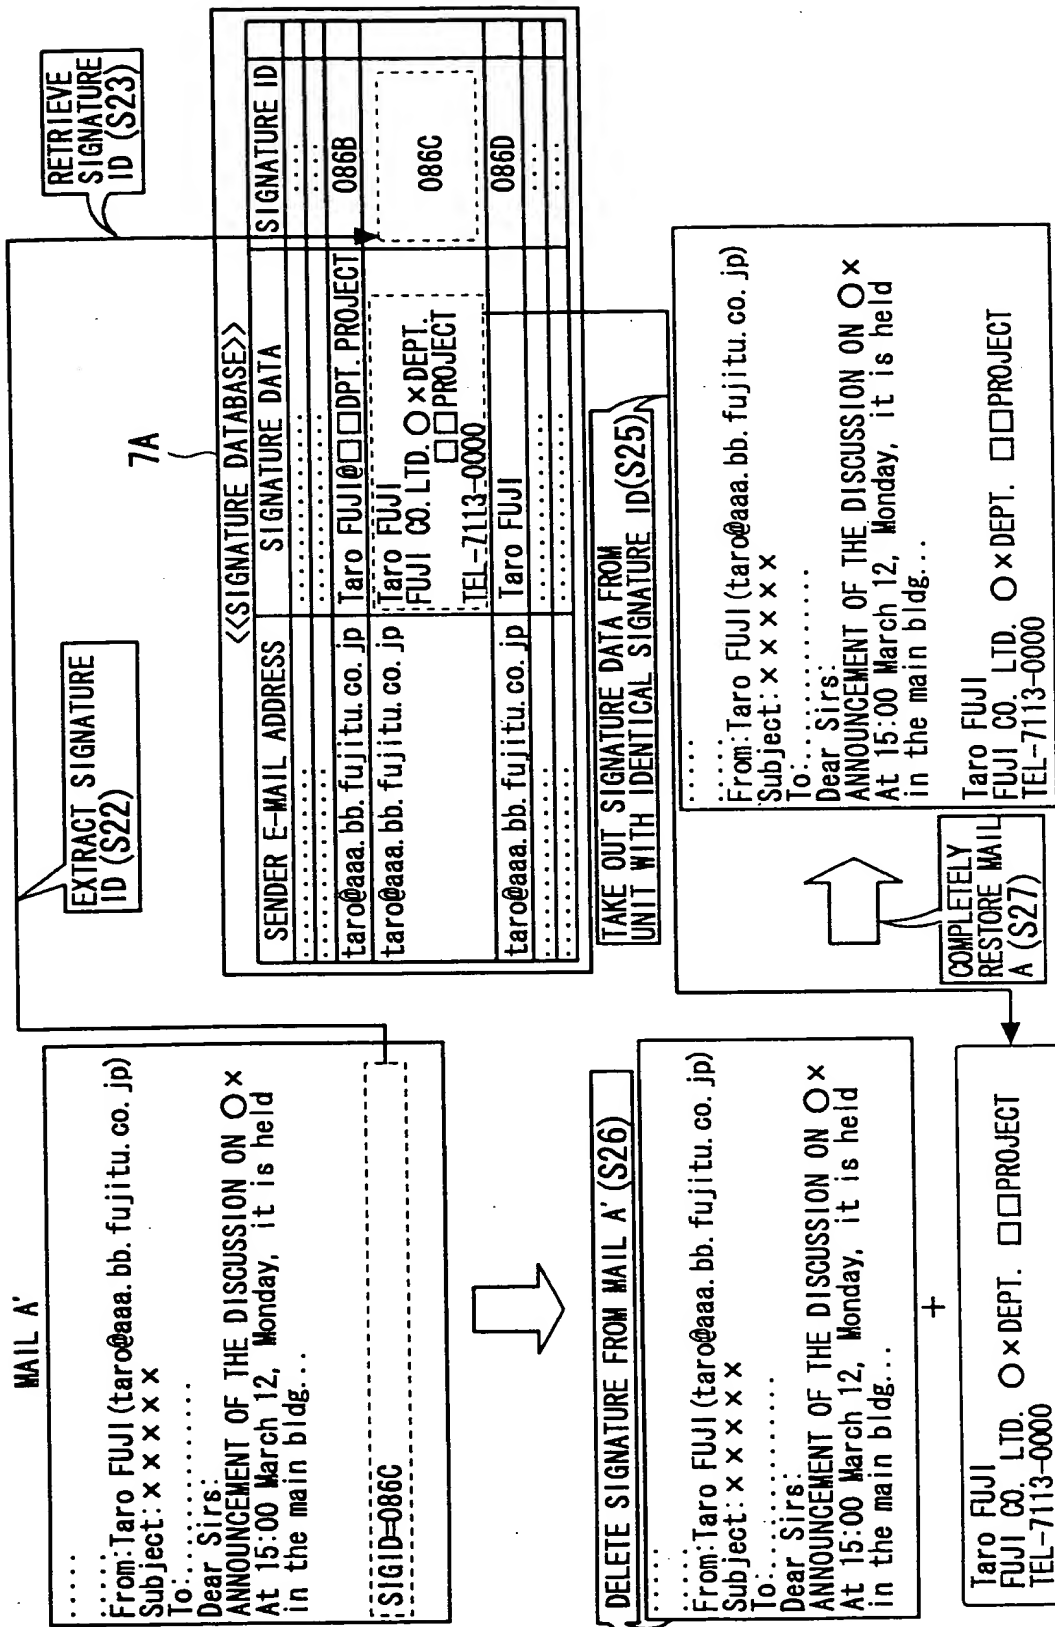 MAIL A'
.....
.....
From:Taro FUJI(taro@aaa.bb.fujitu.co.jp)
Subject:×××××
To:............
Dear Sirs:
ANNOUNCEMENT OF THE DISCUSSION ON ○×
At 15:00 March 12, Monday, it is held
in the main bldg...
SIGID=086C
EXTRACT SIGNATURE
ID (S22)
RETRIEVE
SIGNATURE
ID (S23)
7A
<<SIGNATURE DATABASE>>
SENDER E-MAIL ADDRESS SIGNATURE DATA SIGNATURE ID
taro@aaa.bb.fujitu.co.jp Taro FUJI@□□DPT.PROJECT 086B
taro@aaa.bb.fujitu.co.jp Taro FUJI
FUJI CO.LTD.○×DEPT.
□□PROJECT
TEL-7113-0000
086C
taro@aaa.bb.fujitu.co.jp Taro FUJI 086D
TAKE OUT SIGNATURE DATA FROM
UNIT WITH IDENTICAL SIGNATURE ID(S25)
DELETE SIGNATURE FROM MAIL A' (S26)
.....
.....
From:Taro FUJI(taro@aaa.bb.fujitu.co.jp)
Subject:×××××
To:............
Dear Sirs:
ANNOUNCEMENT OF THE DISCUSSION ON ○×
At 15:00 March 12, Monday, it is held
in the main bldg...
+
Taro FUJI
FUJI CO. LTD. ○×DEPT. □□PROJECT
TEL-7113-0000
COMPLETELY
RESTORE MAIL
A (S27)
.....
.....
From:Taro FUJI(taro@aaa.bb.fujitu.co.jp)
Subject:×××××
To:............
Dear Sirs:
ANNOUNCEMENT OF THE DISCUSSION ON ○×
At 15:00 March 12, Monday, it is held
in the main bldg...
Taro FUJI
FUJI CO. LTD. ○×DEPT. □□PROJECT
TEL-7113-0000